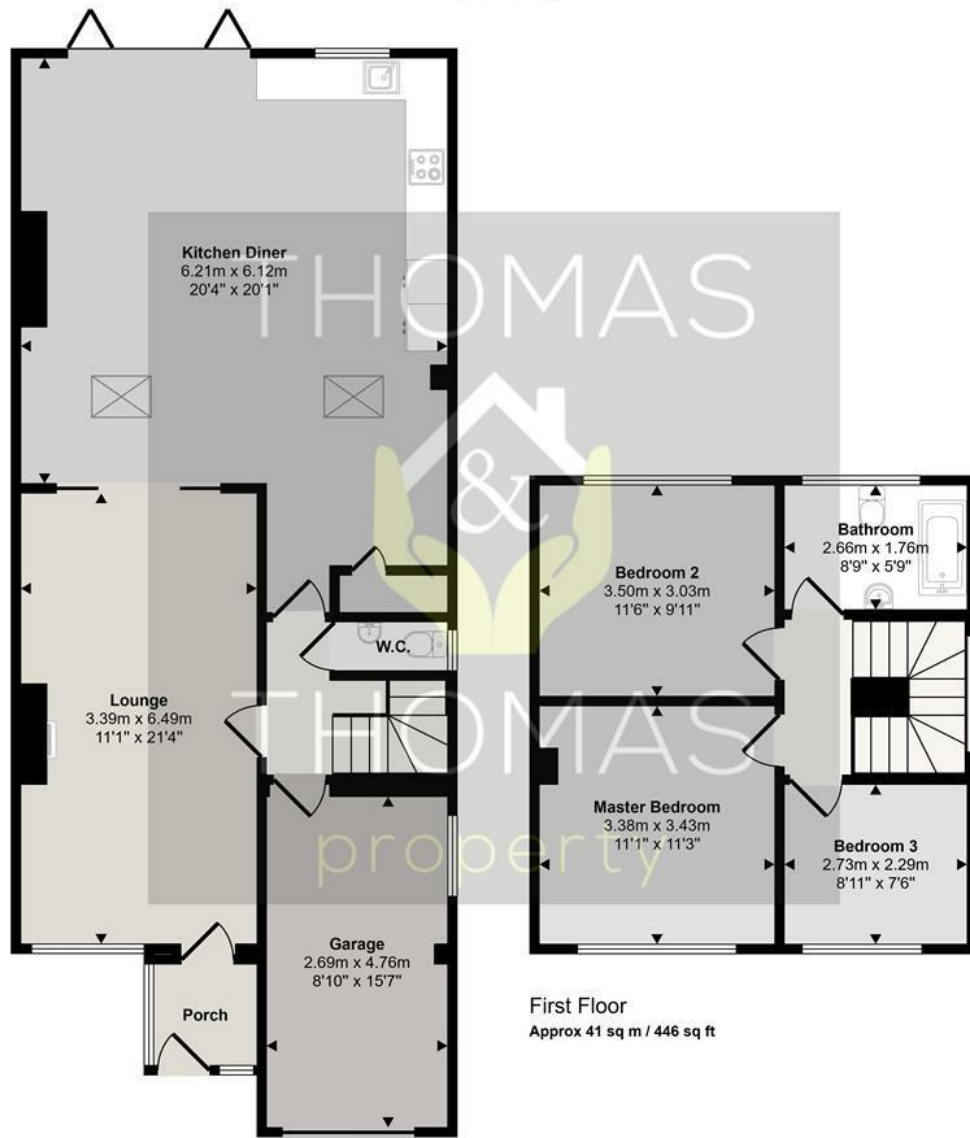 Kitchen Diner
6.21m x 6.12m
20'4" x 20'1"
THOMAS
&
Bathroom
2.66m x 1.76m
8'9" x 5'9"
Bedroom 2
3.50m x 3.03m
11'6" x 9'11"
W.C.
Lounge
3.39m x 6.49m
11'1" x 21'4"
THOMAS
Master Bedroom
3.38m x 3.43m
11'1" x 11'3"
property
Bedroom 3
2.73m x 2.29m
8'11" x 7'6"
Garage
2.69m x 4.76m
8'10" x 15'7"
Porch
First Floor
Approx 41 sq m / 446 sq ft